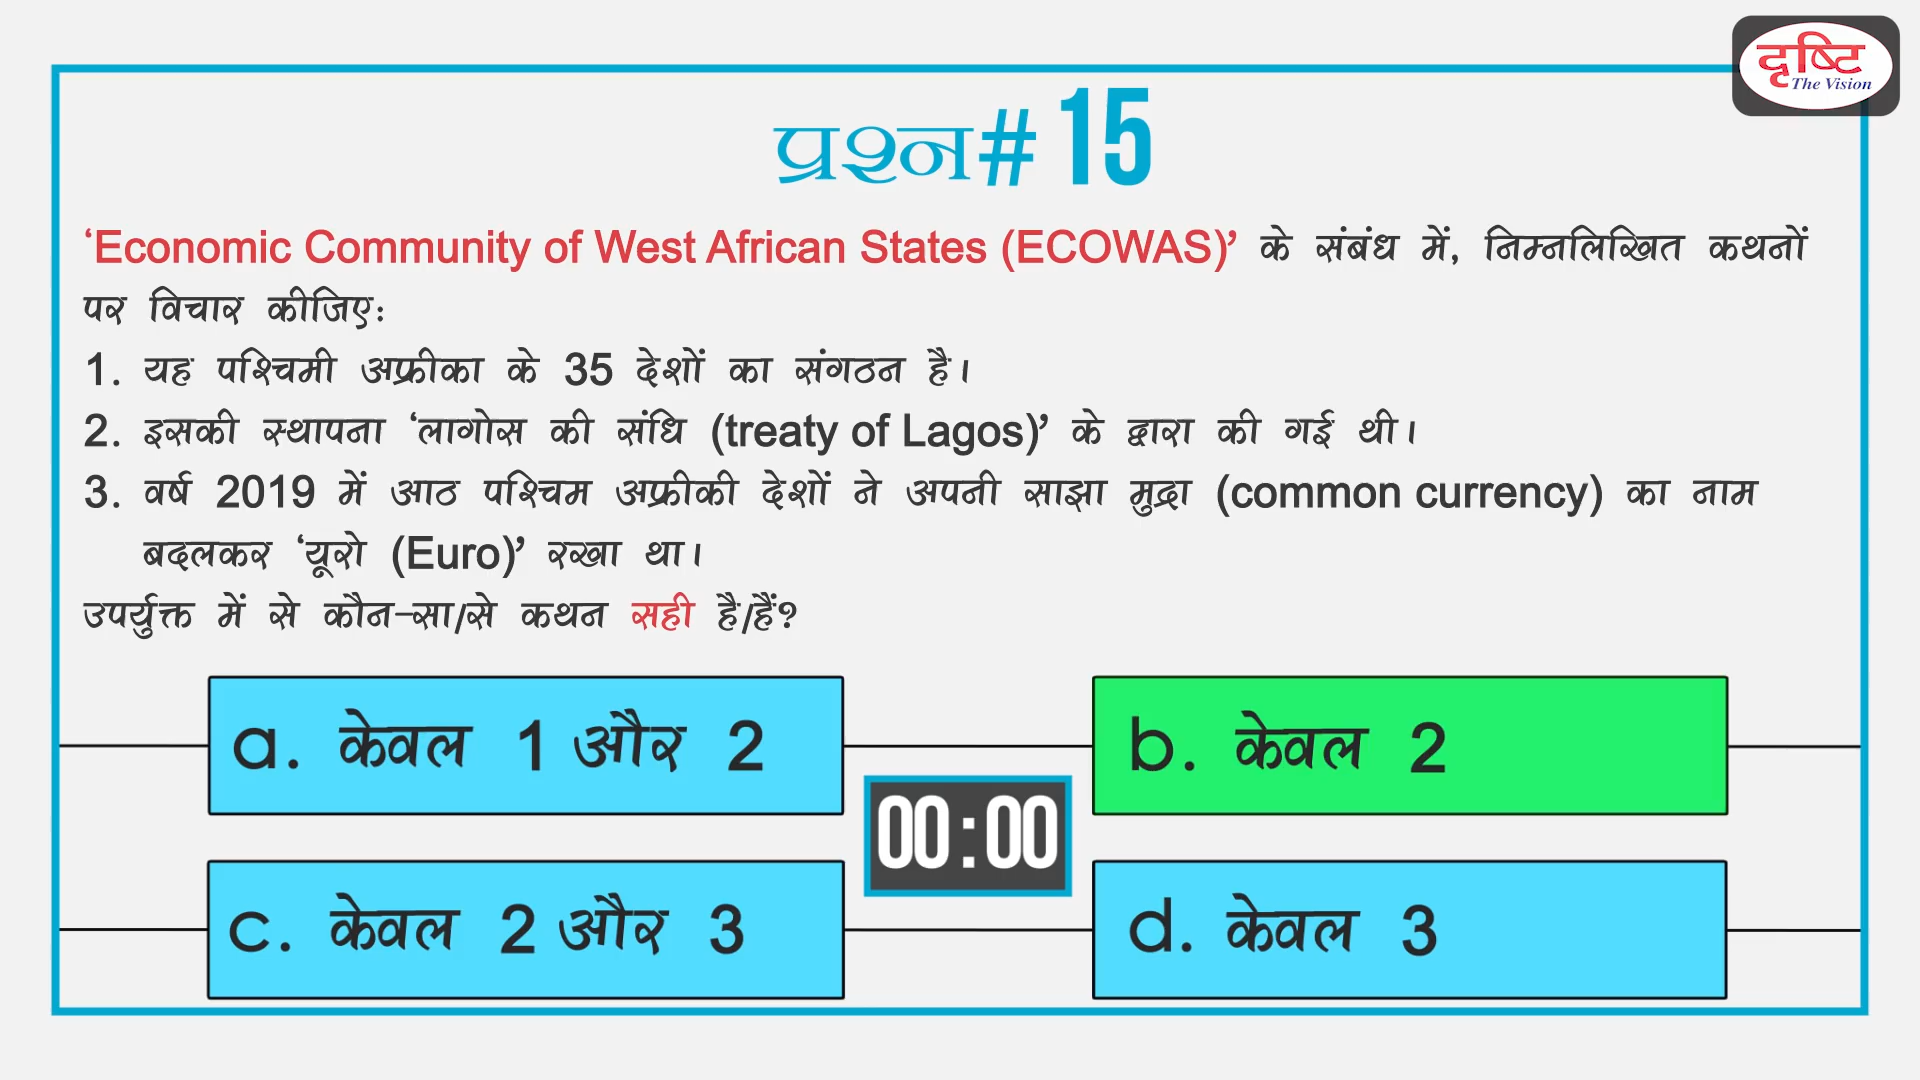 दृष्टि
The Vision
प्रश्न# 15
‘Economic Community of West African States (ECOWAS)’ के संबंध में, निम्नलिखित कथनों
पर विचार कीजिए:
1. यह पश्चिमी अफ्रीका के 35 देशों का संगठन है।
2. इसकी स्थापना ‘लागोस की संधि (treaty of Lagos)’ के द्वारा की गई थी।
3. वर्ष 2019 में आठ पश्चिम अफ्रीकी देशों ने अपनी साझा मुद्रा (common currency) का नाम
बदलकर ‘यूरो (Euro)’ रखा था।
उपर्युक्त में से कौन-सा/से कथन सही है/हैं?
a. केवल 1 और 2
b. केवल 2
00:00
c. केवल 2 और 3
d. केवल 3